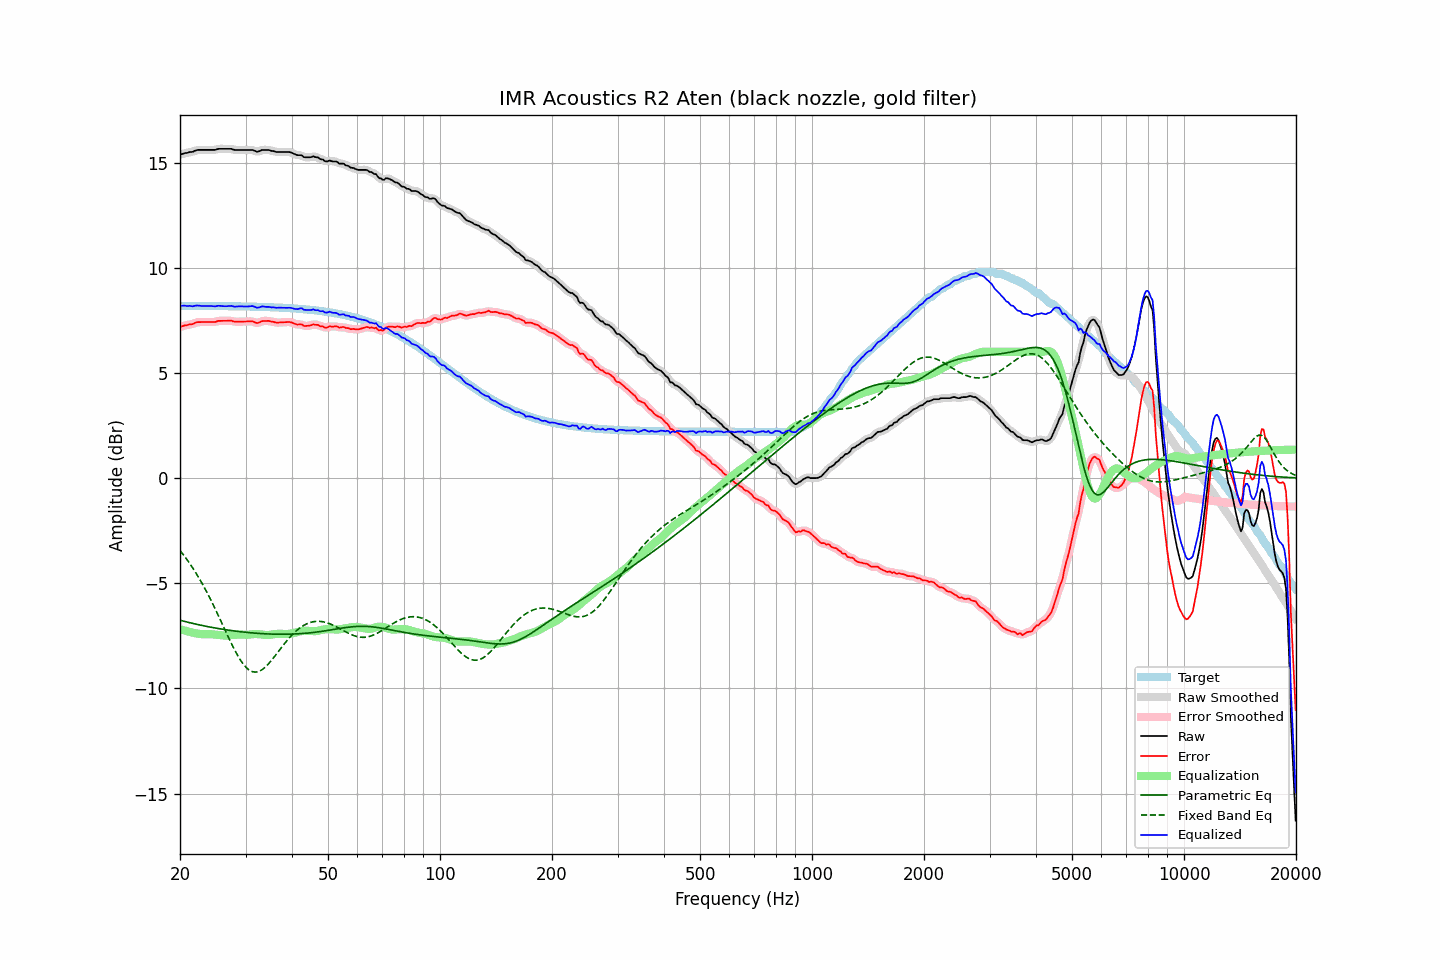 IMR Acoustics R2 Aten (black nozzle, gold filter)
Amplitude (dBr)
15
10
5
0
−5
−10
−15
20
50
100
200
500
1000
2000
5000
10000
20000
Frequency (Hz)
Target
Raw Smoothed
Error Smoothed
Raw
Error
Equalization
Parametric Eq
Fixed Band Eq
Equalized